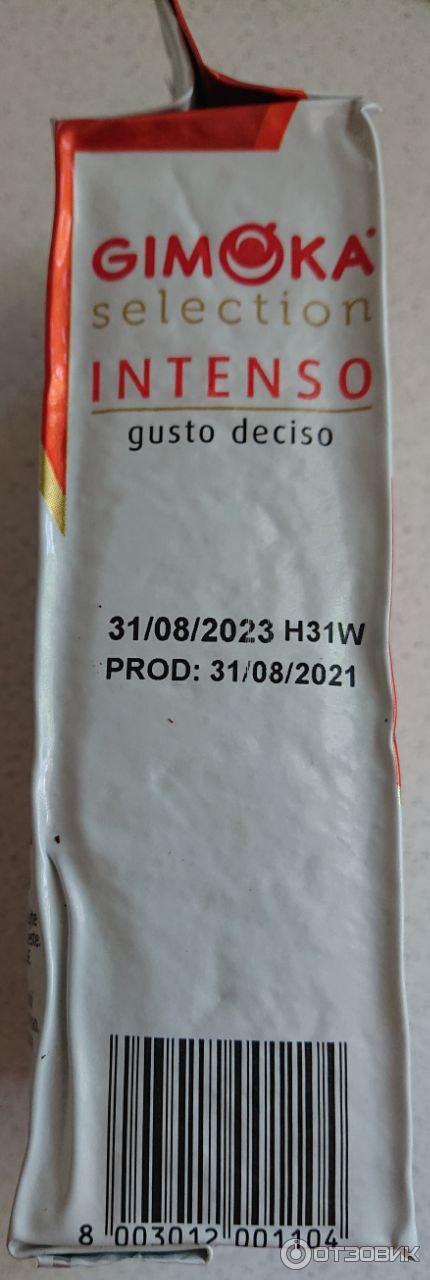 GIMOKA
selection
INTENSO
gusto deciso
31/08/2023 H31W
PROD: 31/08/2021
8 003012 001104
ОТЗОВИК